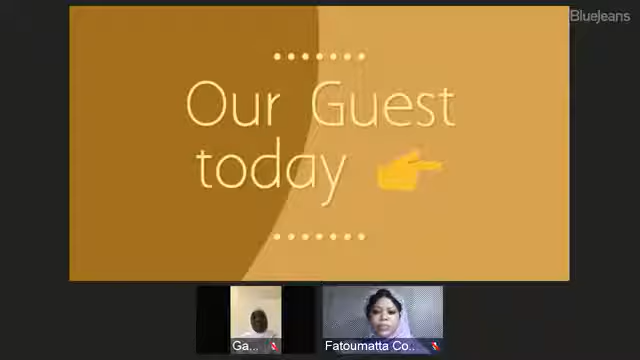 BlueJeans
Our Guest
today
Ga...
Fatoumatta Co...